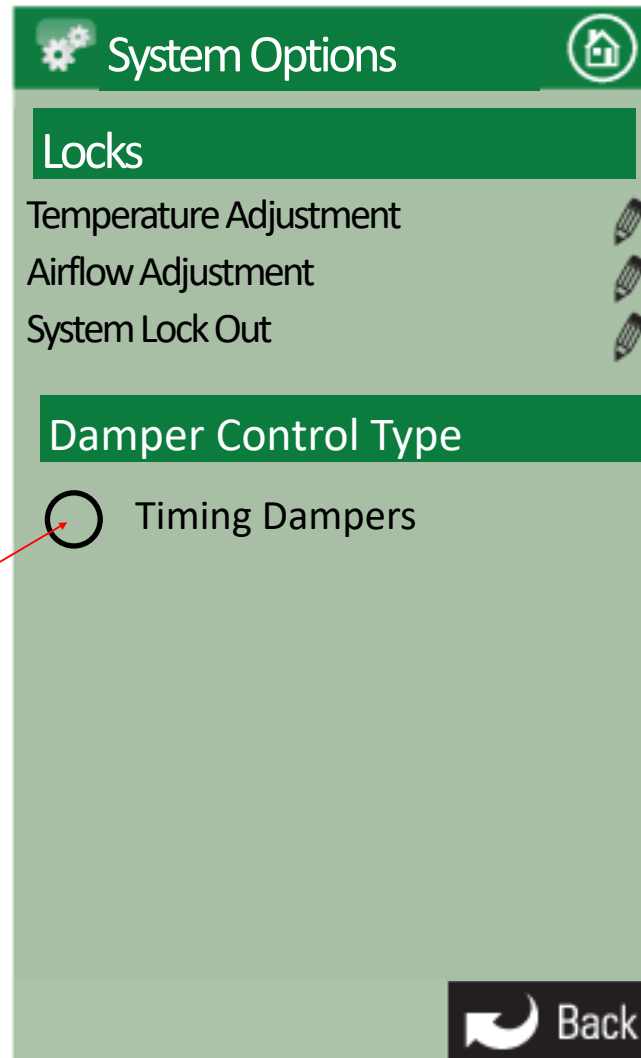 System Options
Locks
Temperature Adjustment
Airflow Adjustment
System Lock Out
Damper Control Type
Timing Dampers
Back